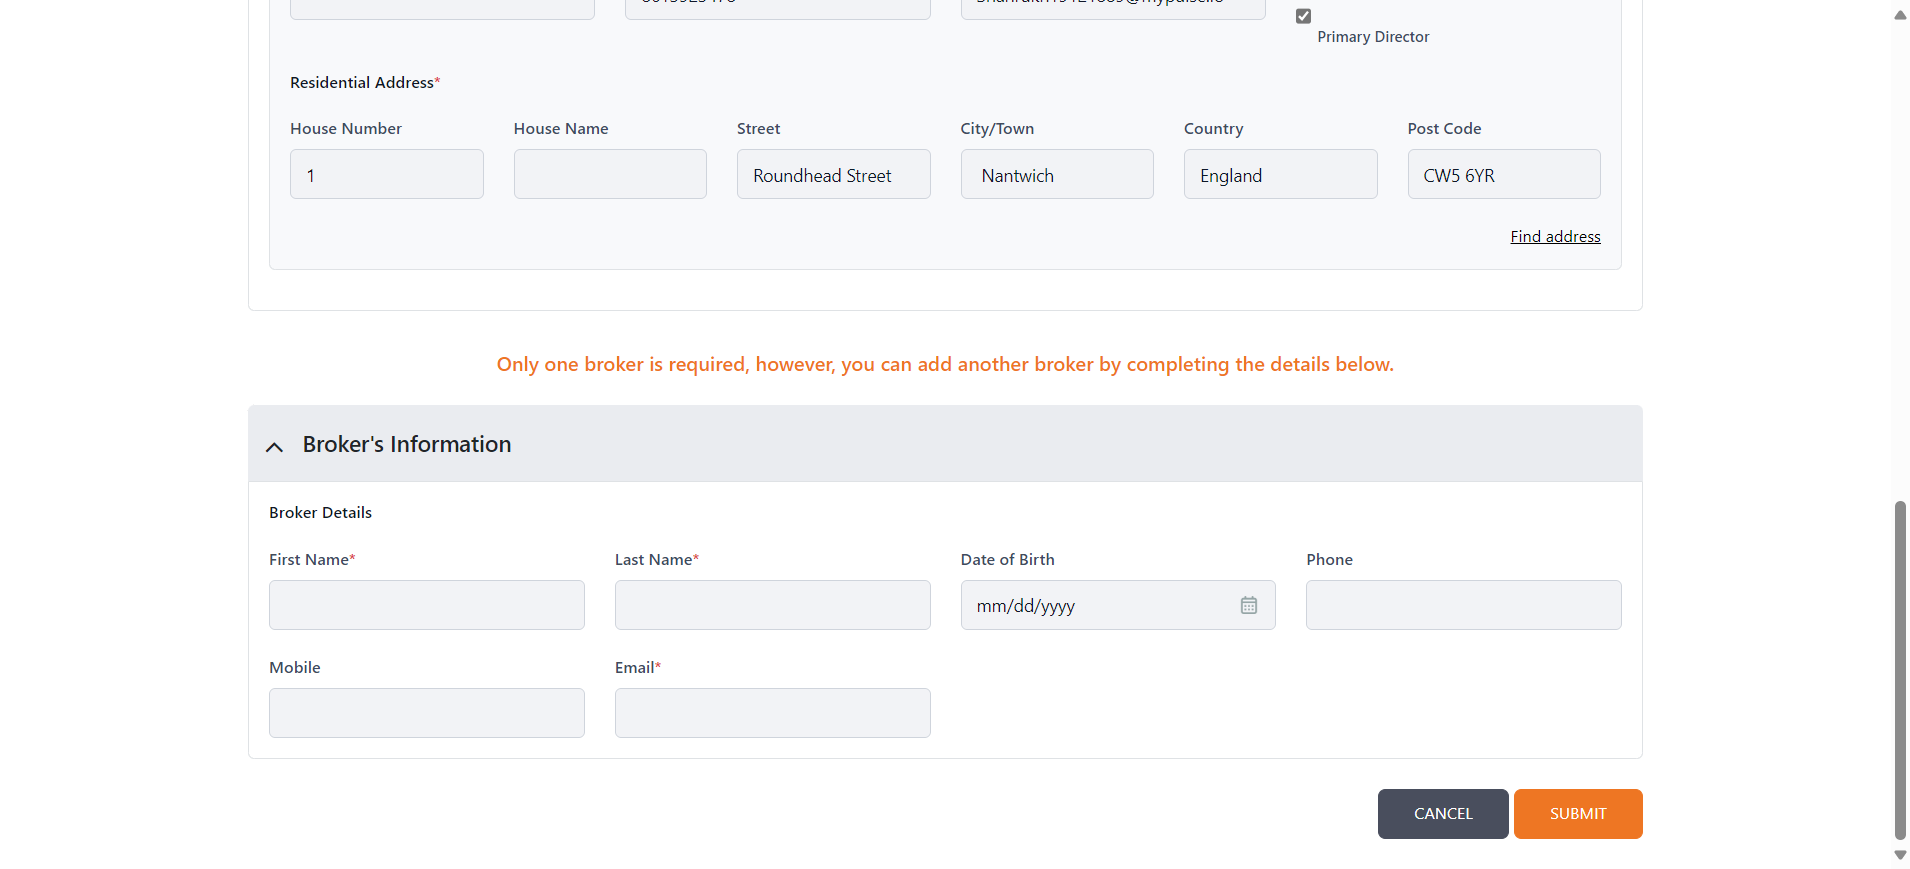 Primary Director
Residential Address*
House Number House Name Street City/Town Country Post Code
1 Roundhead Street Nantwich England CW5 6YR
Find address
Only one broker is required, however, you can add another broker by completing the details below.
Broker's Information
Broker Details
First Name* Last Name* Date of Birth Phone
mm/dd/yyyy
Mobile Email*
CANCEL SUBMIT